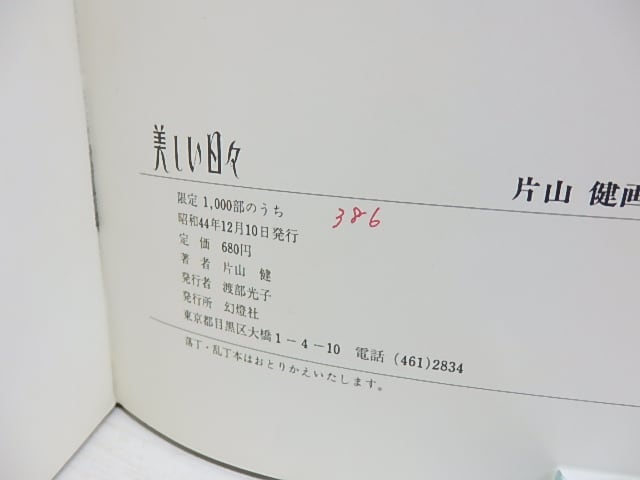 美しい日々
片山 健画
限定 1,000部のうち 386
昭和44年12月10日発行
定 価 680円
著 者 片山 健
発行者 渡部光子
発行所 幻燈社
東京都目黒区大橋1－4－10 電話 (461)2834
落丁・乱丁本はおとりかえいたします。